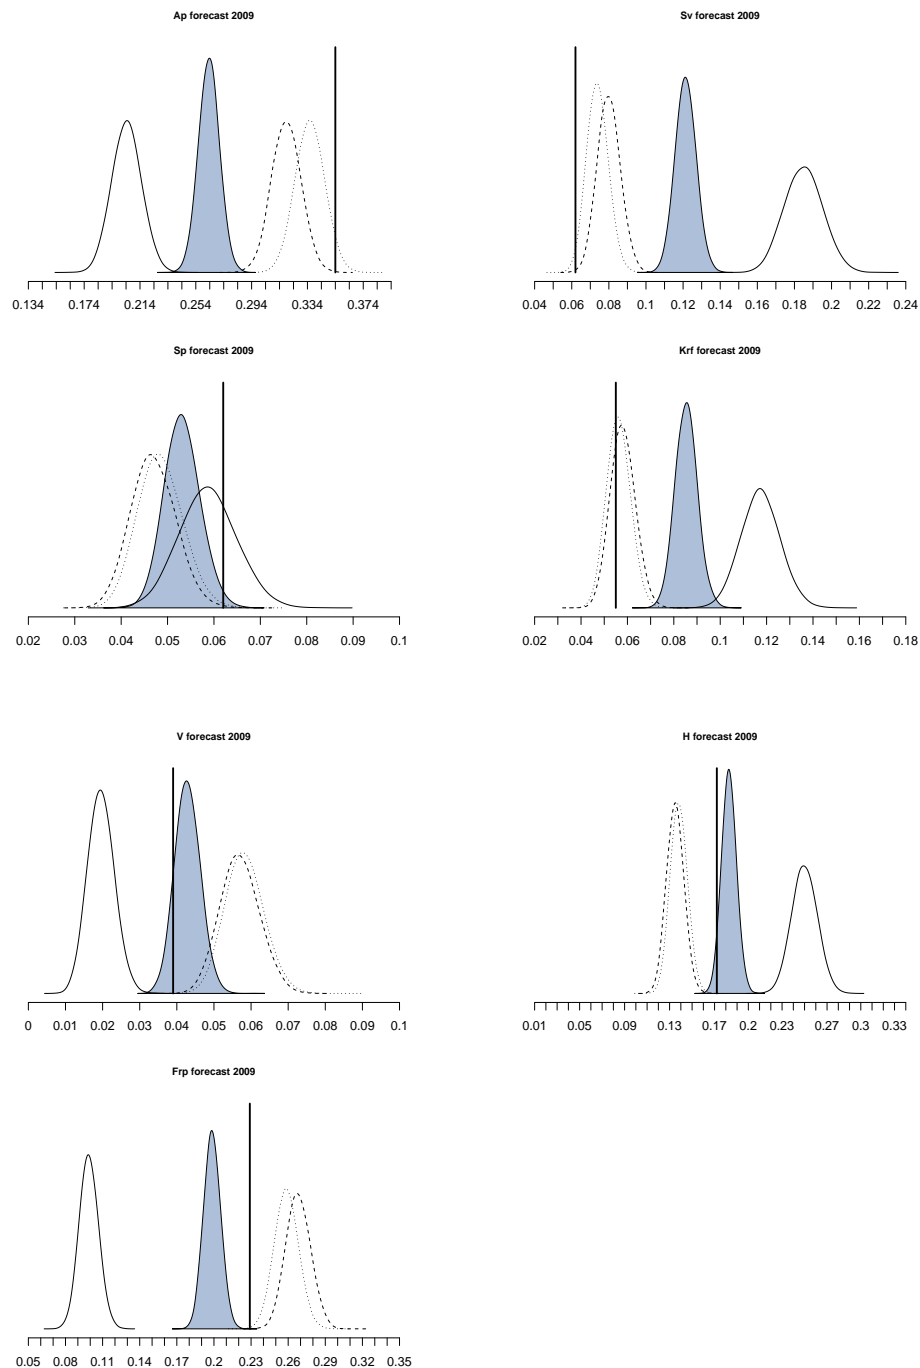 Ap forecast 2009
0.134 0.174 0.214 0.254 0.294 0.334 0.374
Sv forecast 2009
0.04 0.06 0.08 0.1 0.12 0.14 0.16 0.18 0.2 0.22 0.24
Sp forecast 2009
0.02 0.03 0.04 0.05 0.06 0.07 0.08 0.09 0.1
Krf forecast 2009
0.02 0.04 0.06 0.08 0.1 0.12 0.14 0.16 0.18
V forecast 2009
0 0.01 0.02 0.03 0.04 0.05 0.06 0.07 0.08 0.09 0.1
H forecast 2009
0.01 0.05 0.09 0.13 0.17 0.2 0.23 0.27 0.3 0.33
Frp forecast 2009
0.05 0.08 0.11 0.14 0.17 0.2 0.23 0.26 0.29 0.32 0.35